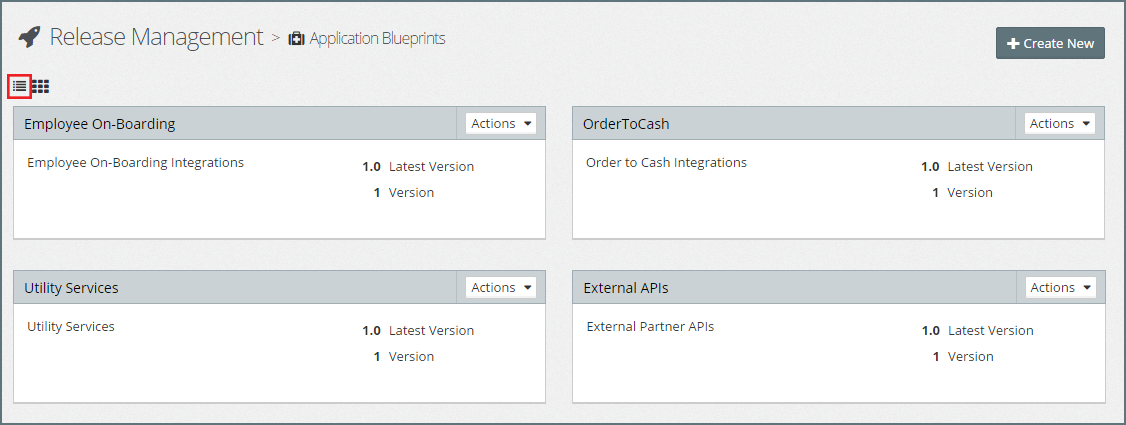 Release Management > Application Blueprints
Create New
Employee On-Boarding Actions
Employee On-Boarding Integrations
1.0 Latest Version
1 Version
OrderToCash Actions
Order to Cash Integrations
1.0 Latest Version
1 Version
Utility Services Actions
Utility Services
1.0 Latest Version
1 Version
External APIs Actions
External Partner APIs
1.0 Latest Version
1 Version